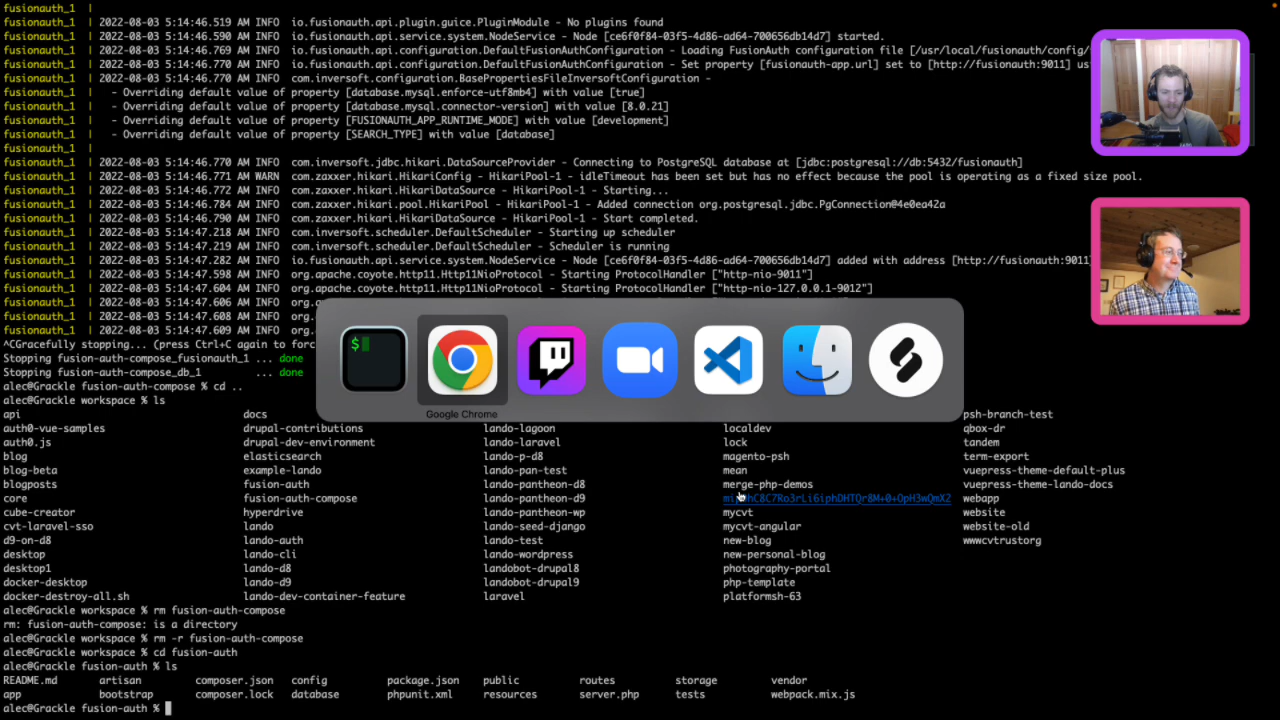 fusionauth_1  |
fusionauth_1  | 2022-08-03 5:14:46.519 AM INFO  io.fusionauth.api.plugin.guice.PluginModule - No plugins found
fusionauth_1  | 2022-08-03 5:14:46.590 AM INFO  io.fusionauth.api.service.system.NodeService - Node [ce6f0f84-03f5-4d86-ad64-700656db14d7] started.
fusionauth_1  | 2022-08-03 5:14:46.769 AM INFO  io.fusionauth.api.configuration.DefaultFusionAuthConfiguration - Loading FusionAuth configuration file [/usr/local/fusionauth/config/
fusionauth_1  | 2022-08-03 5:14:46.770 AM INFO  io.fusionauth.api.configuration.DefaultFusionAuthConfiguration - Set property [fusionauth-app.url] set to [http://fusionauth:9011] us
fusionauth_1  | 2022-08-03 5:14:46.770 AM INFO  com.inversoft.configuration.BasePropertiesFileInversoftConfiguration -
fusionauth_1  |   - Overriding default value of property [database.mysql.enforce-utf8mb4] with value [true]
fusionauth_1  |   - Overriding default value of property [database.mysql.connector-version] with value [8.0.21]
fusionauth_1  |   - Overriding default value of property [FUSIONAUTH_APP_RUNTIME_MODE] with value [development]
fusionauth_1  |   - Overriding default value of property [SEARCH_TYPE] with value [database]
fusionauth_1  |
fusionauth_1  | 2022-08-03 5:14:46.770 AM INFO  com.inversoft.jdbc.hikari.DataSourceProvider - Connecting to PostgreSQL database at [jdbc:postgresql://db:5432/fusionauth]
fusionauth_1  | 2022-08-03 5:14:46.771 AM WARN  com.zaxxer.hikari.HikariConfig - HikariPool-1 - idleTimeout has been set but has no effect because the pool is operating as a fixed size pool.
fusionauth_1  | 2022-08-03 5:14:46.772 AM INFO  com.zaxxer.hikari.HikariDataSource - HikariPool-1 - Starting...
fusionauth_1  | 2022-08-03 5:14:46.784 AM INFO  com.zaxxer.hikari.pool.HikariPool - HikariPool-1 - Added connection org.postgresql.jdbc.PgConnection@4e0ea42a
fusionauth_1  | 2022-08-03 5:14:46.790 AM INFO  com.zaxxer.hikari.HikariDataSource - HikariPool-1 - Start completed.
fusionauth_1  | 2022-08-03 5:14:47.218 AM INFO  com.inversoft.scheduler.DefaultScheduler - Starting up scheduler
fusionauth_1  | 2022-08-03 5:14:47.219 AM INFO  com.inversoft.scheduler.DefaultScheduler - Scheduler is running
fusionauth_1  | 2022-08-03 5:14:47.282 AM INFO  io.fusionauth.api.service.system.NodeService - Node [ce6f0f84-03f5-4d86-ad64-700656db14d7] added with address [http://fusionauth:9011]
fusionauth_1  | 2022-08-03 5:14:47.598 AM INFO  org.apache.coyote.http11.Http11NioProtocol - Starting ProtocolHandler ["http-nio-9011"]
fusionauth_1  | 2022-08-03 5:14:47.604 AM INFO  org.apache.coyote.http11.Http11NioProtocol - Starting ProtocolHandler ["http-nio-127.0.0.1-9012"]
fusionauth_1  | 2022-08-03 5:14:47.606 AM INFO  org.
fusionauth_1  | 2022-08-03 5:14:47.608 AM INFO  org.
fusionauth_1  | 2022-08-03 5:14:47.609 AM INFO  org.
^CGracefully stopping... (press Ctrl+C again to forc
Stopping fusion-auth-compose_fusionauth_1 ... done
Stopping fusion-auth-compose_db_1         ... done
alec@Grackle fusion-auth-compose % cd ..
alec@Grackle workspace % ls
$
Google Chrome
api docs psh-branch-test
auth0-vue-samples drupal-contributions lando-lagoon localdev qbox-dr
auth0.js drupal-dev-environment lando-laravel lock tandem
blog elasticsearch lando-p-d8 magento-psh term-export
blog-beta example-lando lando-pan-test mean vuepress-theme-default-plus
blogposts fusion-auth lando-pantheon-d8 merge-php-demos vuepress-theme-lando-docs
core fusion-auth-compose lando-pantheon-d9 webapp
cube-creator hyperdrive lando-pantheon-wp mycvt website
cvt-laravel-sso lando lando-seed-django mycvt-angular website-old
d9-on-d8 lando-auth lando-test new-blog wwwcvtrustorg
desktop lando-cli lando-wordpress new-personal-blog
desktop1 lando-d8 landobot-drupal8 photography-portal
docker-desktop lando-d9 landobot-drupal9 php-template
docker-destroy-all.sh lando-dev-container-feature laravel platformsh-63
alec@Grackle workspace % rm fusion-auth-compose
rm: fusion-auth-compose: is a directory
alec@Grackle workspace % rm -r fusion-auth-compose
alec@Grackle workspace % cd fusion-auth
alec@Grackle fusion-auth % ls
README.md artisan composer.json config package.json public routes storage vendor
app bootstrap composer.lock database phpunit.xml resources server.php tests webpack.mix.js
alec@Grackle fusion-auth %